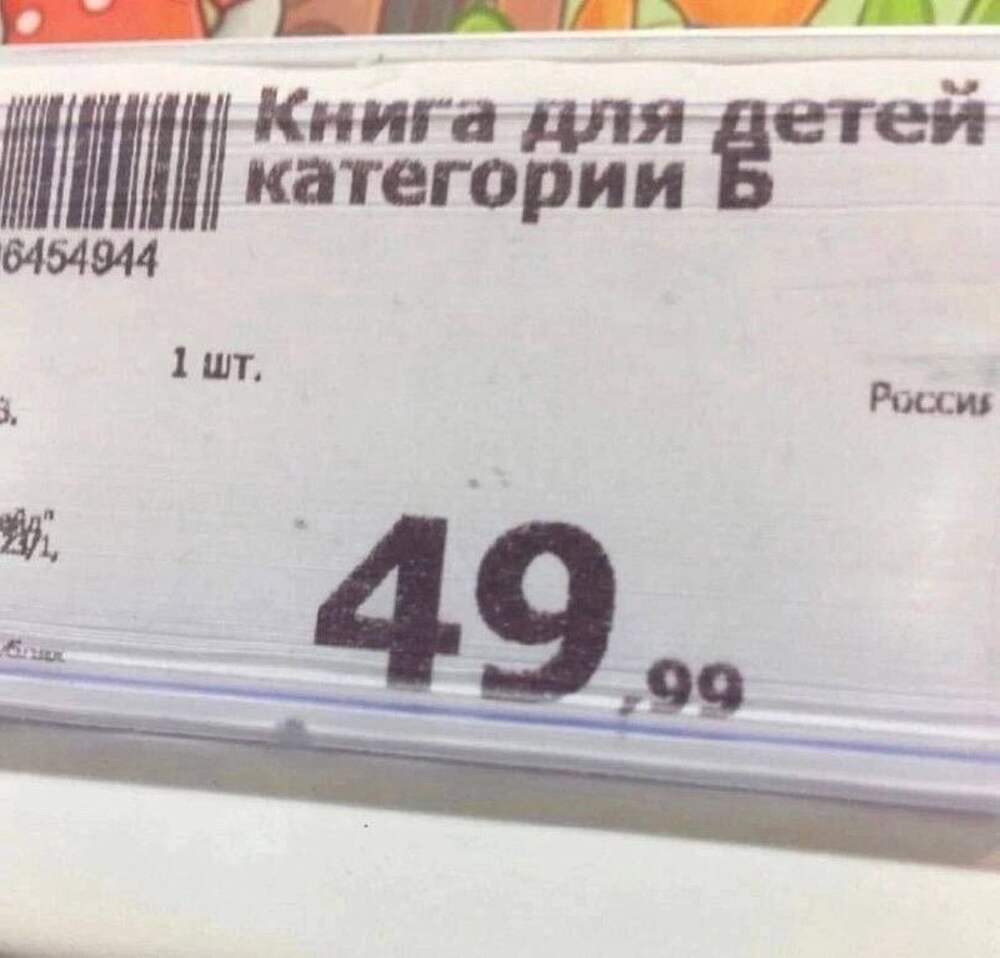 Книга для детей
категории Б
6454944
1 шт.
Россия
49,99